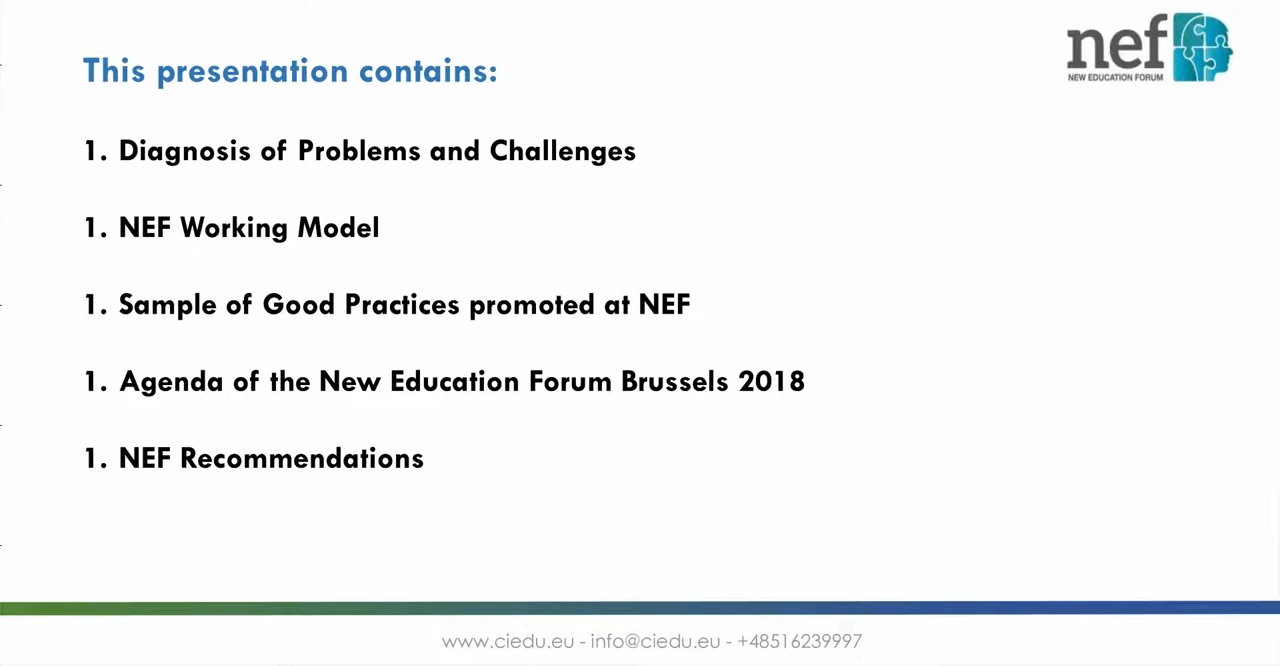 This presentation contains:
nef
NEW EDUCATION FORUM
1. Diagnosis of Problems and Challenges
1. NEF Working Model
1. Sample of Good Practices promoted at NEF
1. Agenda of the New Education Forum Brussels 2018
1. NEF Recommendations
www.ciedu.eu - info@ciedu.eu - +48516239997